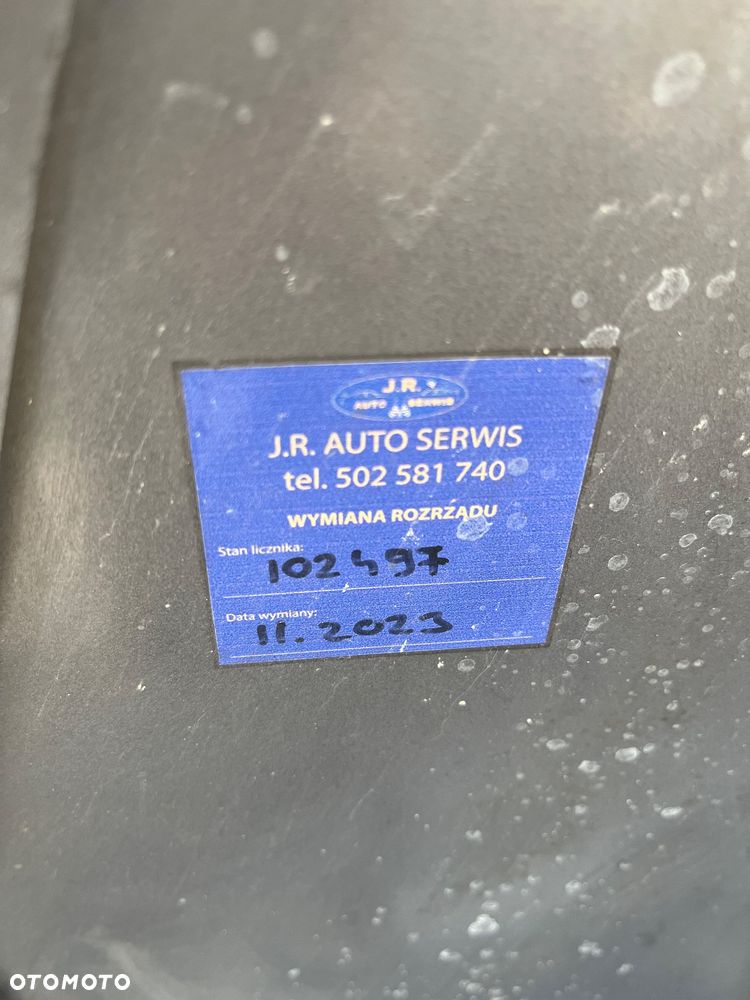 J.R.
AUTO SERWIS
J.R. AUTO SERWIS
tel. 502 581 740
WYMIANA ROZRZĄDU
Stan licznika:
102497
Data wymiany:
11.2023
OTOMOTO